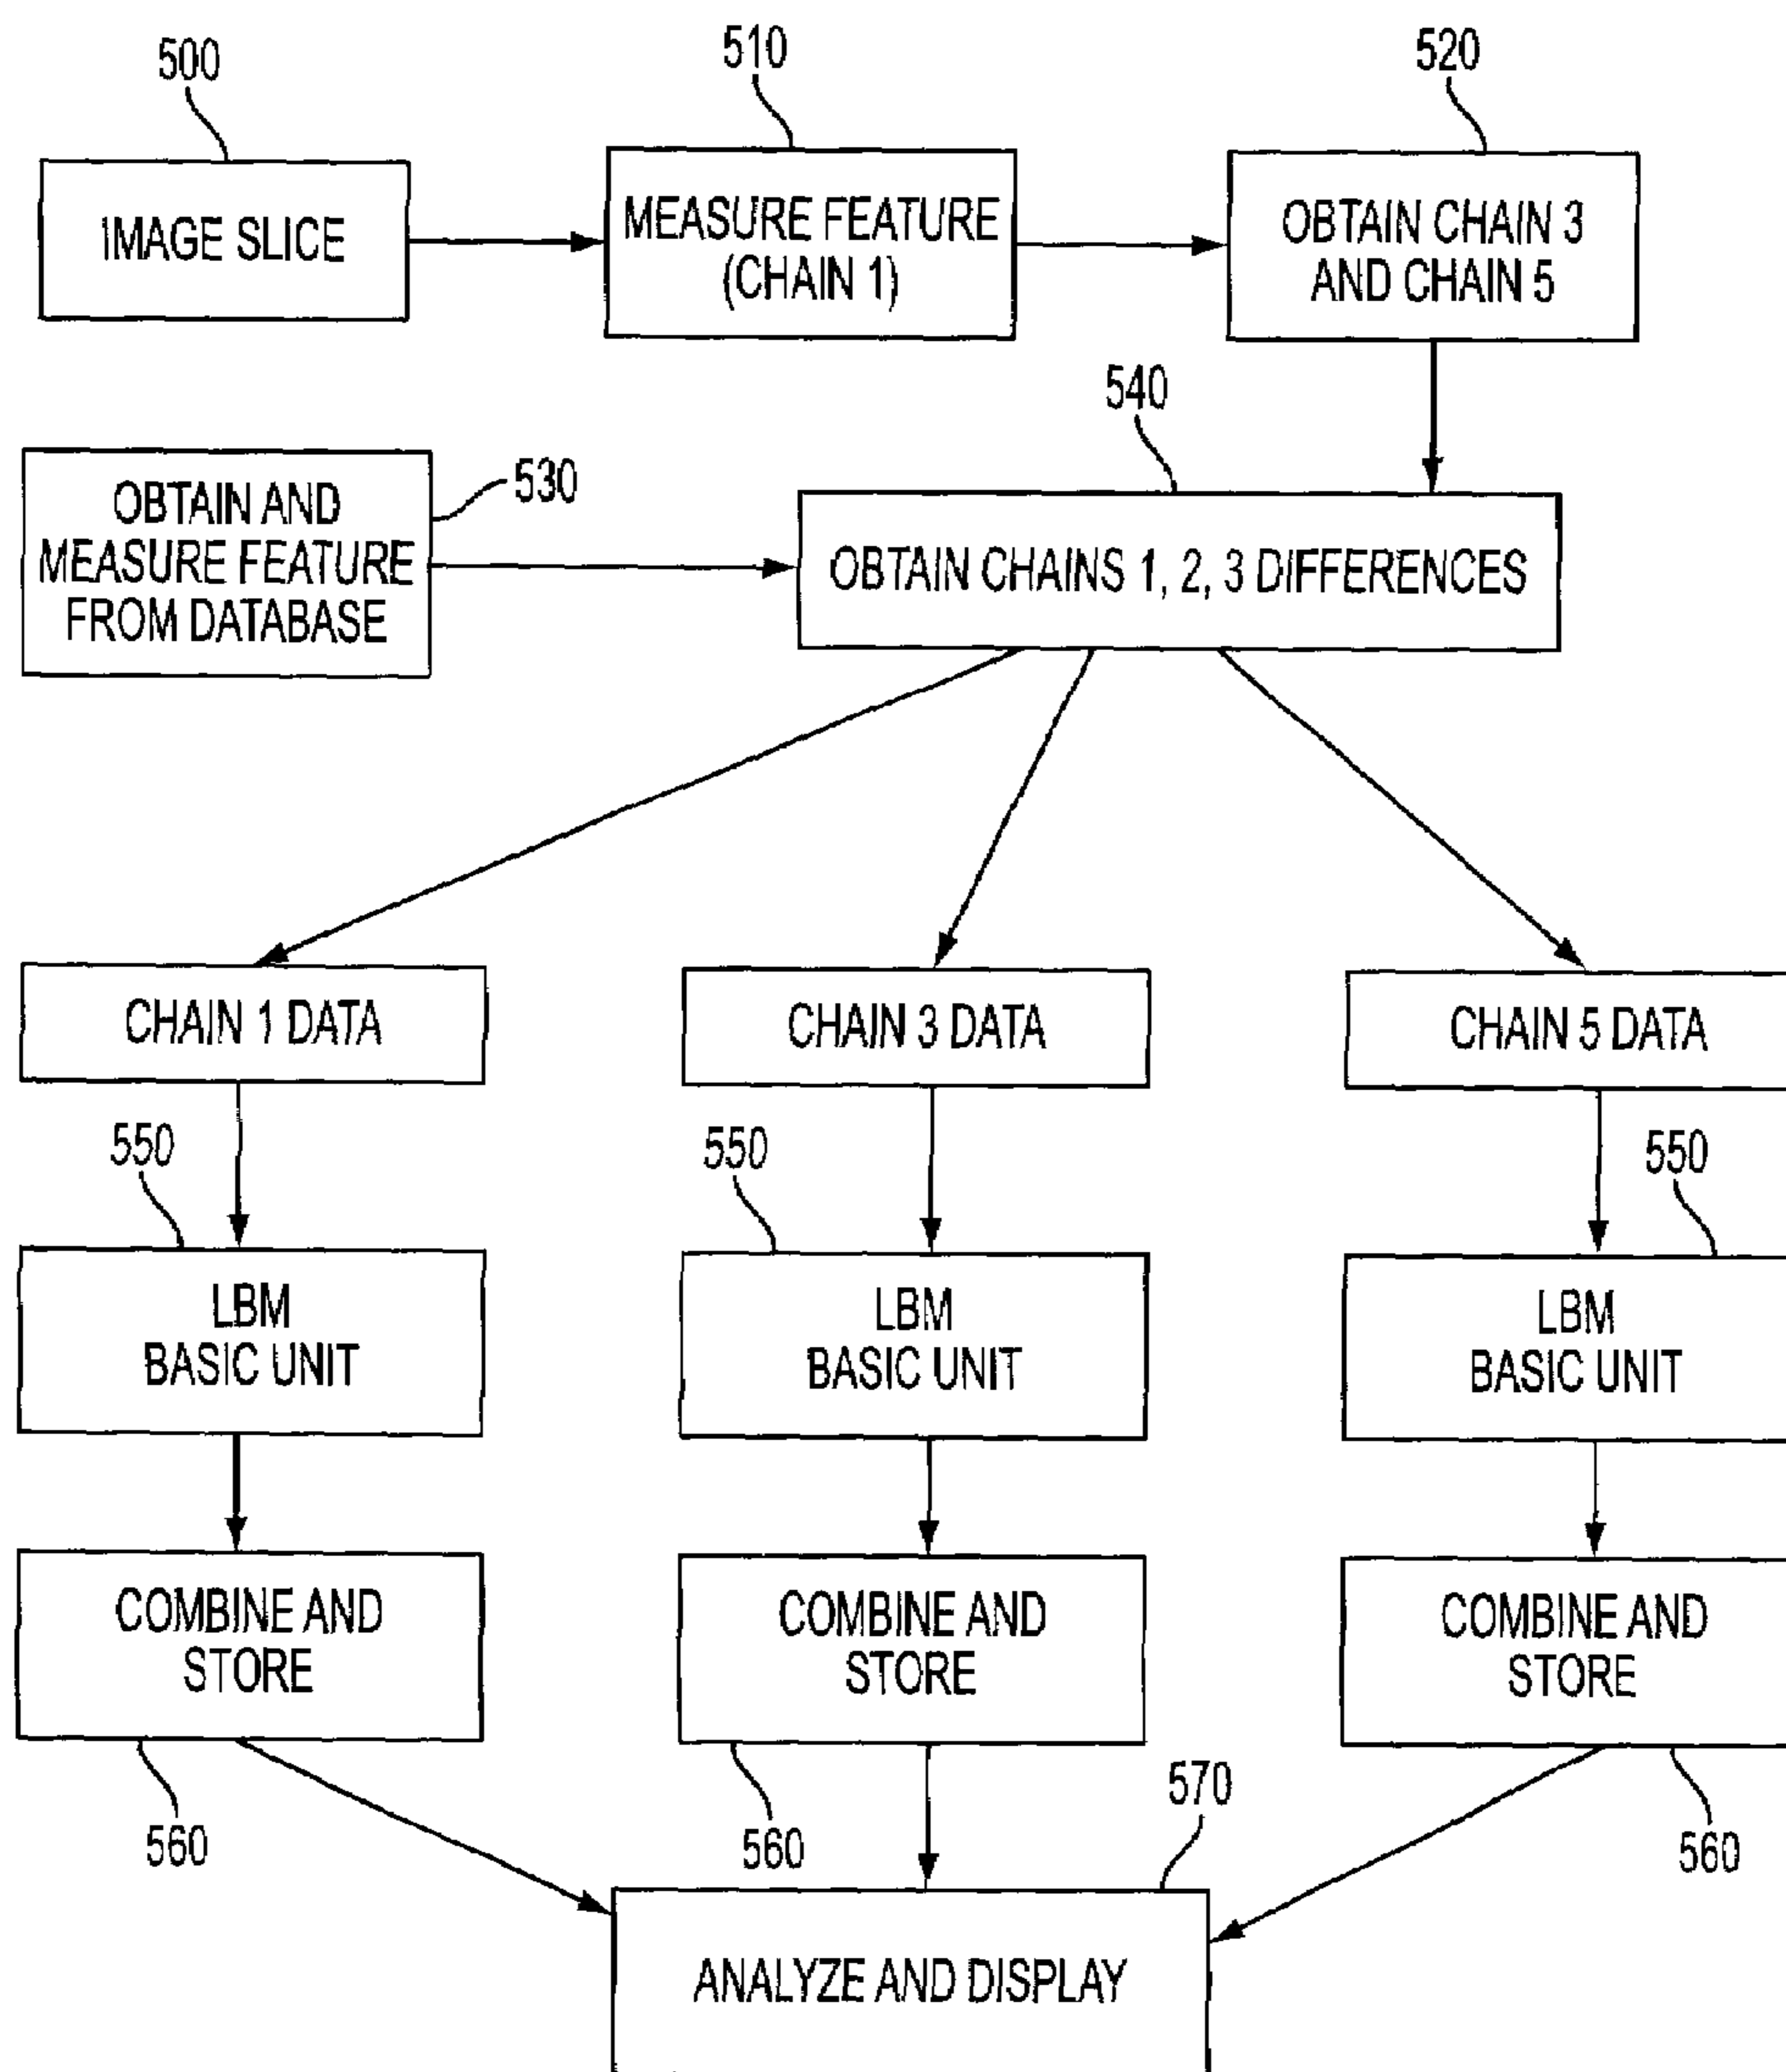 500
510
520
IMAGE SLICE
MEASURE FEATURE
(CHAIN 1)
OBTAIN CHAIN 3
AND CHAIN 5
540
OBTAIN AND
MEASURE FEATURE
FROM DATABASE
530
OBTAIN CHAINS 1, 2, 3 DIFFERENCES
CHAIN 1 DATA
CHAIN 3 DATA
CHAIN 5 DATA
550
550
550
LBM
BASIC UNIT
LBM
BASIC UNIT
LBM
BASIC UNIT
COMBINE AND
STORE
COMBINE AND
STORE
COMBINE AND
STORE
560
560
570
560
ANALYZE AND DISPLAY